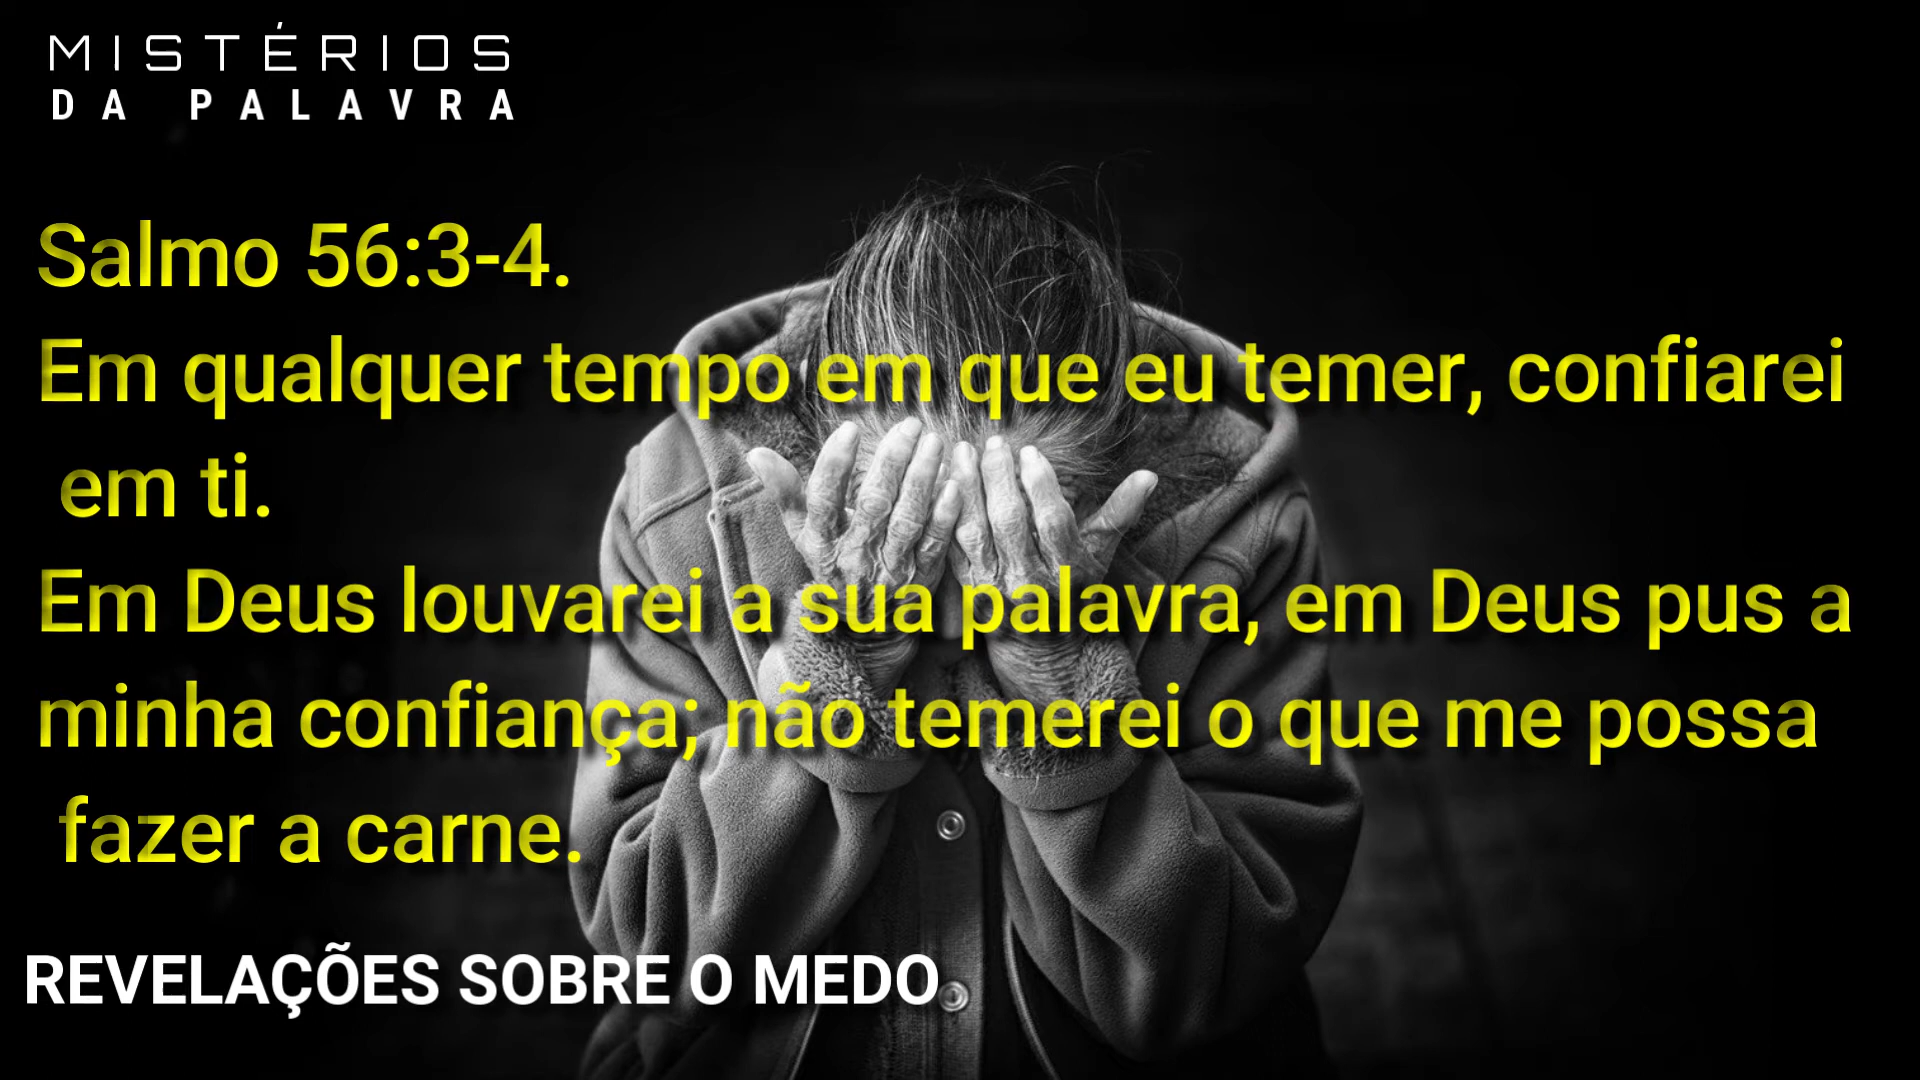 MISTÉRIOS
DA PALAVRA
Salmo 56:3-4.
Em qualquer tempo em que eu temer, confiarei
em ti.
Em Deus louvarei a sua palavra, em Deus pus a
minha confiança; não temerei o que me possa
fazer a carne.
REVELAÇÕES SOBRE O MEDO